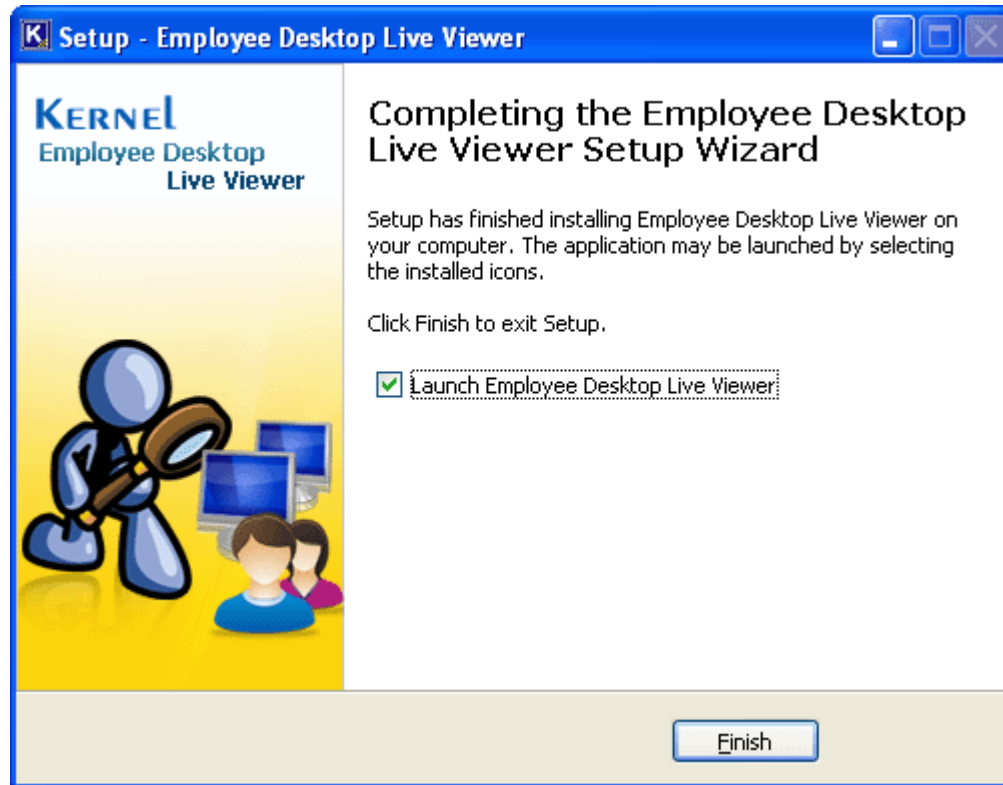 K Setup - Employee Desktop Live Viewer
KERNEL
Employee Desktop
Live Viewer
Completing the Employee Desktop
Live Viewer Setup Wizard
Setup has finished installing Employee Desktop Live Viewer on
your computer. The application may be launched by selecting
the installed icons.
Click Finish to exit Setup.
Launch Employee Desktop Live Viewer
Finish